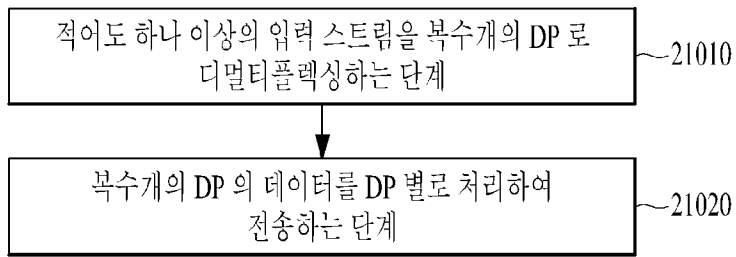 적어도 하나 이상의 입력 스트림을 복수개의 DP 로
디멀티플렉싱하는 단계
21010
복수개의 DP 의 데이터를 DP 별로 처리하여
전송하는 단계
21020